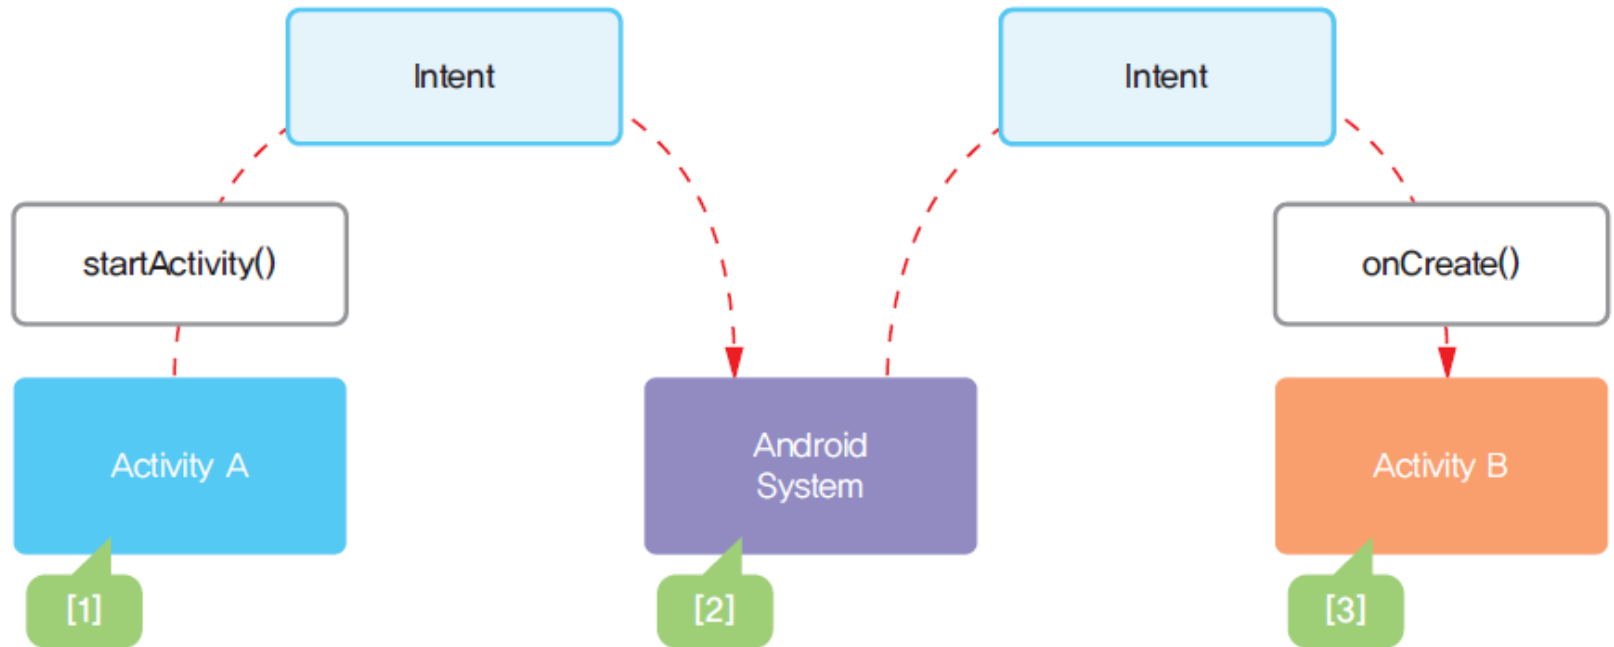 Intent
Intent
startActivity()
onCreate()
Activity A
Android
System
Activity B
[1]
[2]
[3]